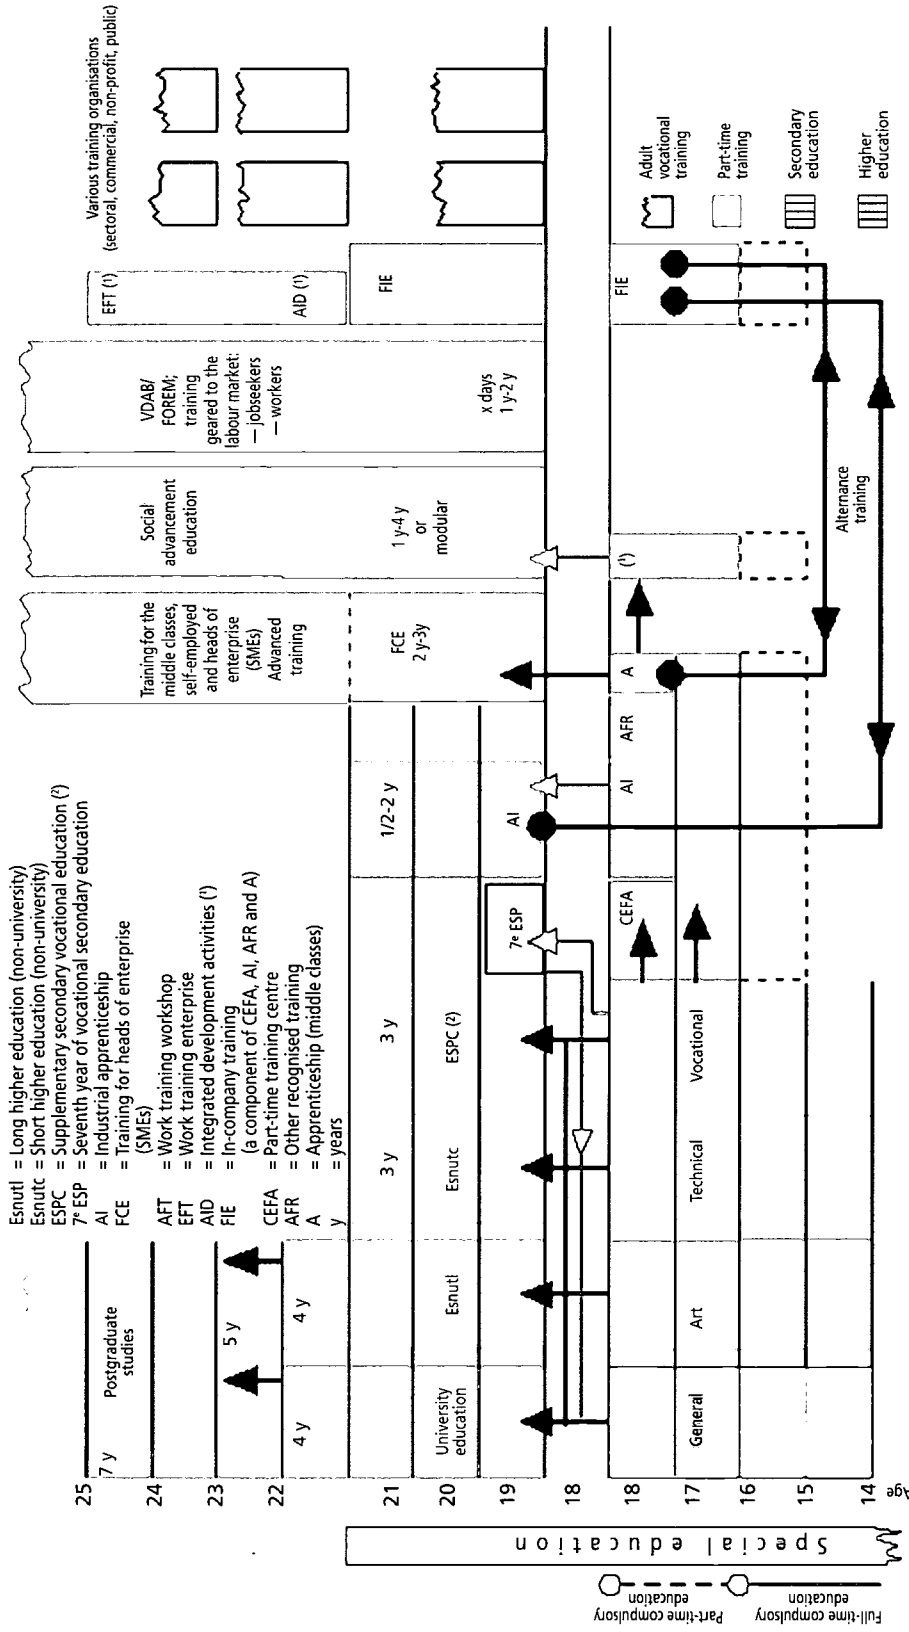 Esnutl = Long higher education (non-university)
Esnutc = Short higher education (non-university)
ESPC = Supplementary secondary vocational education (²)
7e ESP = Seventh year of vocational secondary education
AI = Industrial apprenticeship
FCE = Training for heads of enterprise
(SMEs)
AFT = Work training workshop
EFT = Work training enterprise
AID = Integrated development activities (¹)
FIE = In-company training
(a component of CEFA, AI, AFR and A)
CEFA = Part-time training centre
AFR = Other recognised training
A = Apprenticeship (middle classes)
y = years
Various training organisations
(sectoral, commercial, non-profit, public)
25
24
23
22
21
20
19
18
18
17
16
15
14
Age
7 y
Postgraduate
studies
5 y
4 y
4 y
3 y
3 y
1/2-2 y
University
education
Esnutl
Esnutc
ESPC (²)
7e ESP
AI
Training for the
middle classes,
self-employed
and heads of
enterprise
(SMEs)
Advanced
training
FCE
2 y-3y
Social
advancement
education
1 y-4 y
or
modular
VDAB/
FOREM;
training
geared to the
labour market:
— jobseekers
— workers
x days
1 y-2 y
EFT (¹)
AID (¹)
FIE
General
Art
Technical
Vocational
CEFA
AI
AFR
A
(¹)
FIE
Alternance
training
Adult
vocational
training
Part-time
training
Secondary
education
Higher
education
Special education
Part-time compulsory
education
Full-time compulsory
education